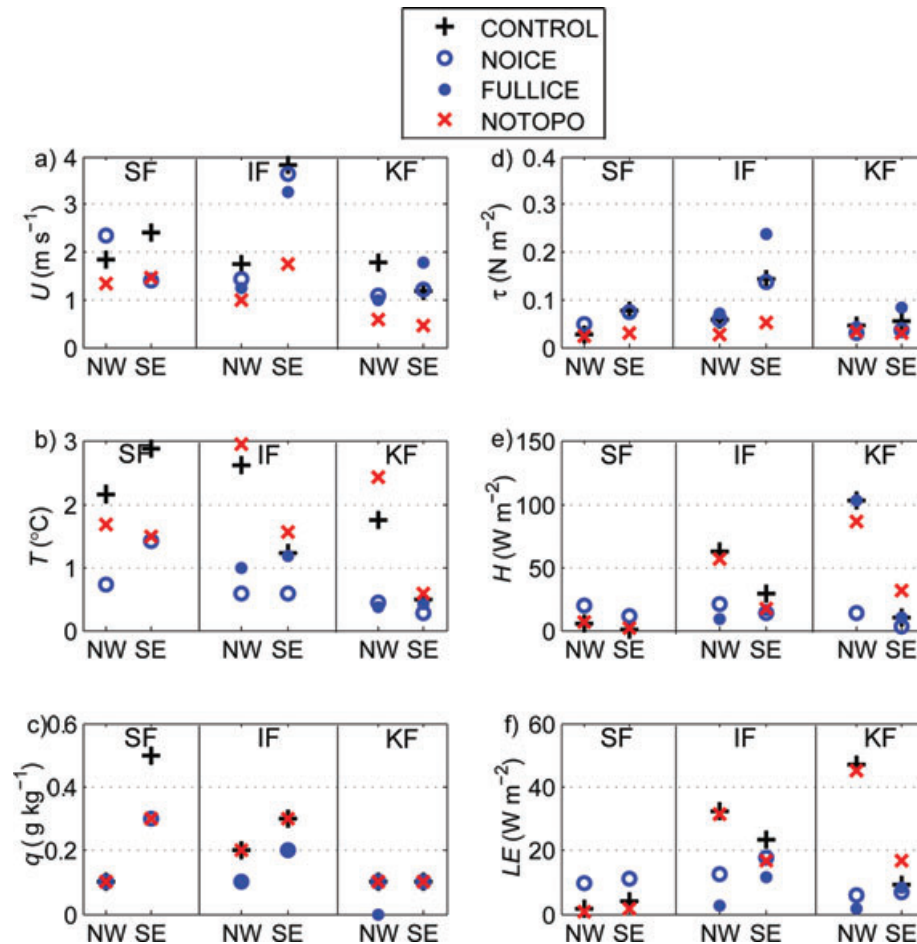 CONTROL
NOICE
FULLICE
NOTOPO
a) SF IF KF
U (m s−1)
4
3
2
1
0
NW SE NW SE NW SE
d) SF IF KF
τ (N m−2)
0.4
0.3
0.2
0.1
0
NW SE NW SE NW SE
b) SF IF KF
T (°C)
3
2
1
0
NW SE NW SE NW SE
e) SF IF KF
H (W m−2)
150
100
50
0
NW SE NW SE NW SE
c) SF IF KF
q (g kg−1)
0.6
0.4
0.2
0
NW SE NW SE NW SE
f) SF IF KF
LE (W m−2)
60
40
20
0
NW SE NW SE NW SE